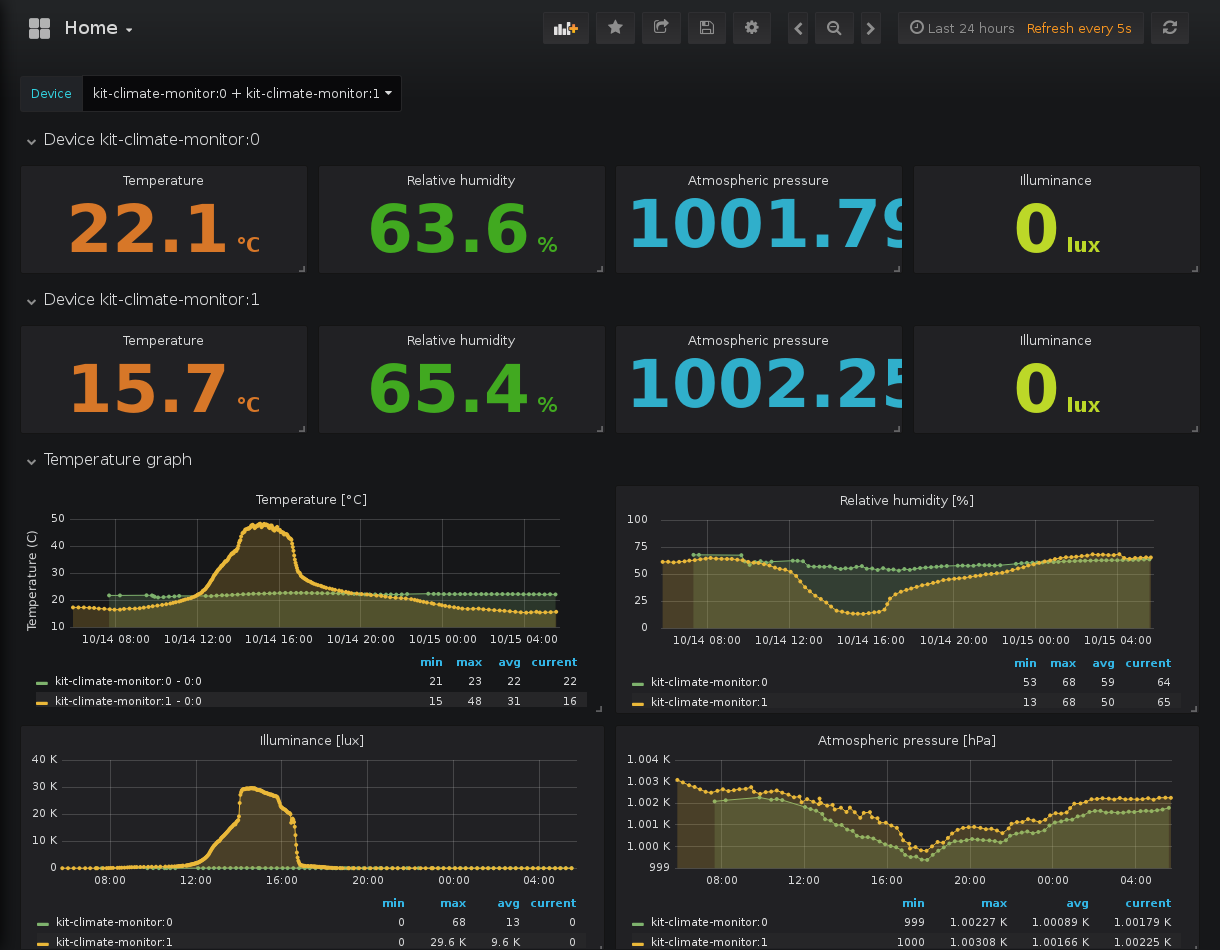 Home
Last 24 hours Refresh every 5s
Device kit-climate-monitor:0 + kit-climate-monitor:1
Device kit-climate-monitor:0
Temperature Relative humidity Atmospheric pressure Illuminance
22.1 °C 63.6 % 1001.79 0 lux
Device kit-climate-monitor:1
Temperature Relative humidity Atmospheric pressure Illuminance
15.7 °C 65.4 % 1002.25 0 lux
Temperature graph
Temperature [°C]
Temperature (C)
50
40
30
20
10
10/14 08:00 10/14 12:00 10/14 16:00 10/14 20:00 10/15 00:00 10/15 04:00
min max avg current
kit-climate-monitor:0 - 0:0 21 23 22 22
kit-climate-monitor:1 - 0:0 15 48 31 16
Relative humidity [%]
100
75
50
25
0
10/14 08:00 10/14 12:00 10/14 16:00 10/14 20:00 10/15 00:00 10/15 04:00
min max avg current
kit-climate-monitor:0 53 68 59 64
kit-climate-monitor:1 13 68 50 65
Illuminance [lux]
40 K
30 K
20 K
10 K
0
08:00 12:00 16:00 20:00 00:00 04:00
min max avg current
kit-climate-monitor:0 0 68 13 0
kit-climate-monitor:1 0 29.6 K 9.6 K 0
Atmospheric pressure [hPa]
1.004 K
1.003 K
1.002 K
1.001 K
1.000 K
999
08:00 12:00 16:00 20:00 00:00 04:00
min max avg current
kit-climate-monitor:0 999 1.00227 K 1.00089 K 1.00179 K
kit-climate-monitor:1 1000 1.00308 K 1.00166 K 1.00225 K